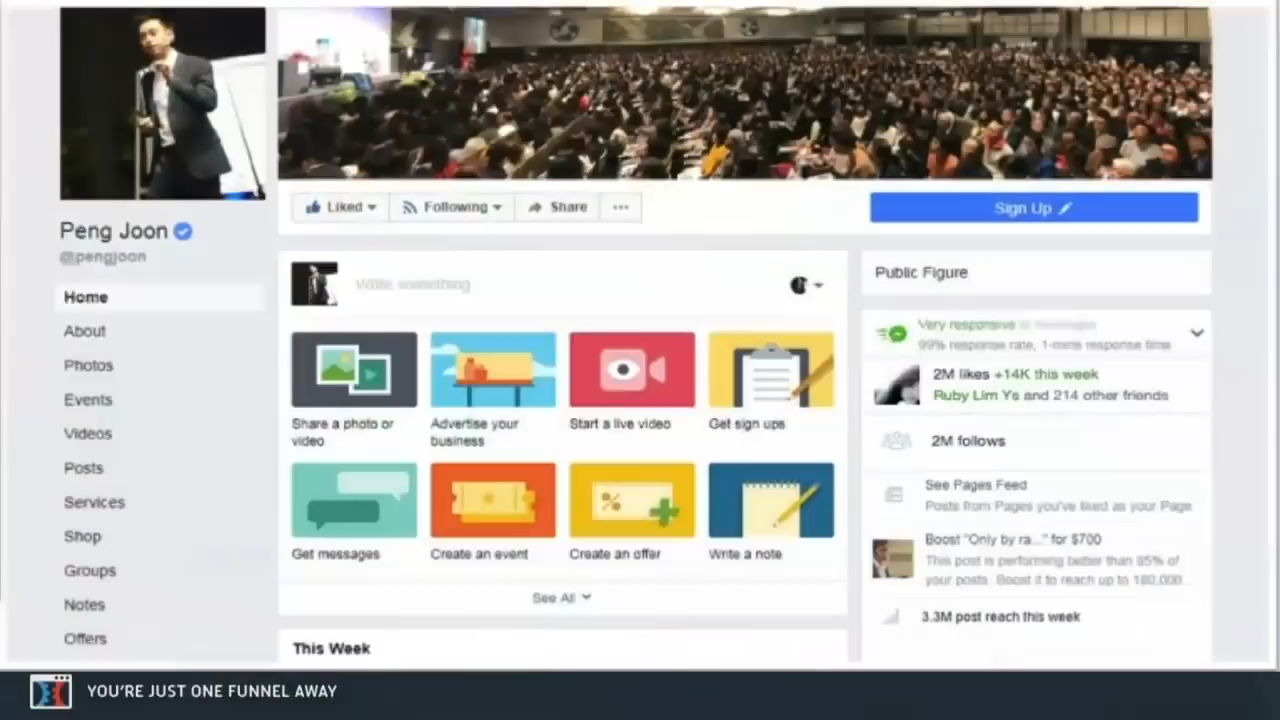 Peng Joon
@pengjoon
Home
About
Photos
Events
Videos
Posts
Services
Shop
Groups
Notes
Offers
Liked
Following
Share
Sign Up
Write something
Share a photo or
video
Advertise your
business
Start a live video
Get sign ups
Get messages
Create an event
Create an offer
Write a note
See All
This Week
Public Figure
Very responsive to messages
99% response rate, 1-mins response time
2M likes +14K this week
Ruby Lim Ys and 214 other friends
2M follows
See Pages Feed
Posts from Pages you've liked as your Page
Boost "Only by ra..." for $700
This post is performing better than 85% of
your posts. Boost it to reach up to 180,000...
3.3M post reach this week
YOU'RE JUST ONE FUNNEL AWAY